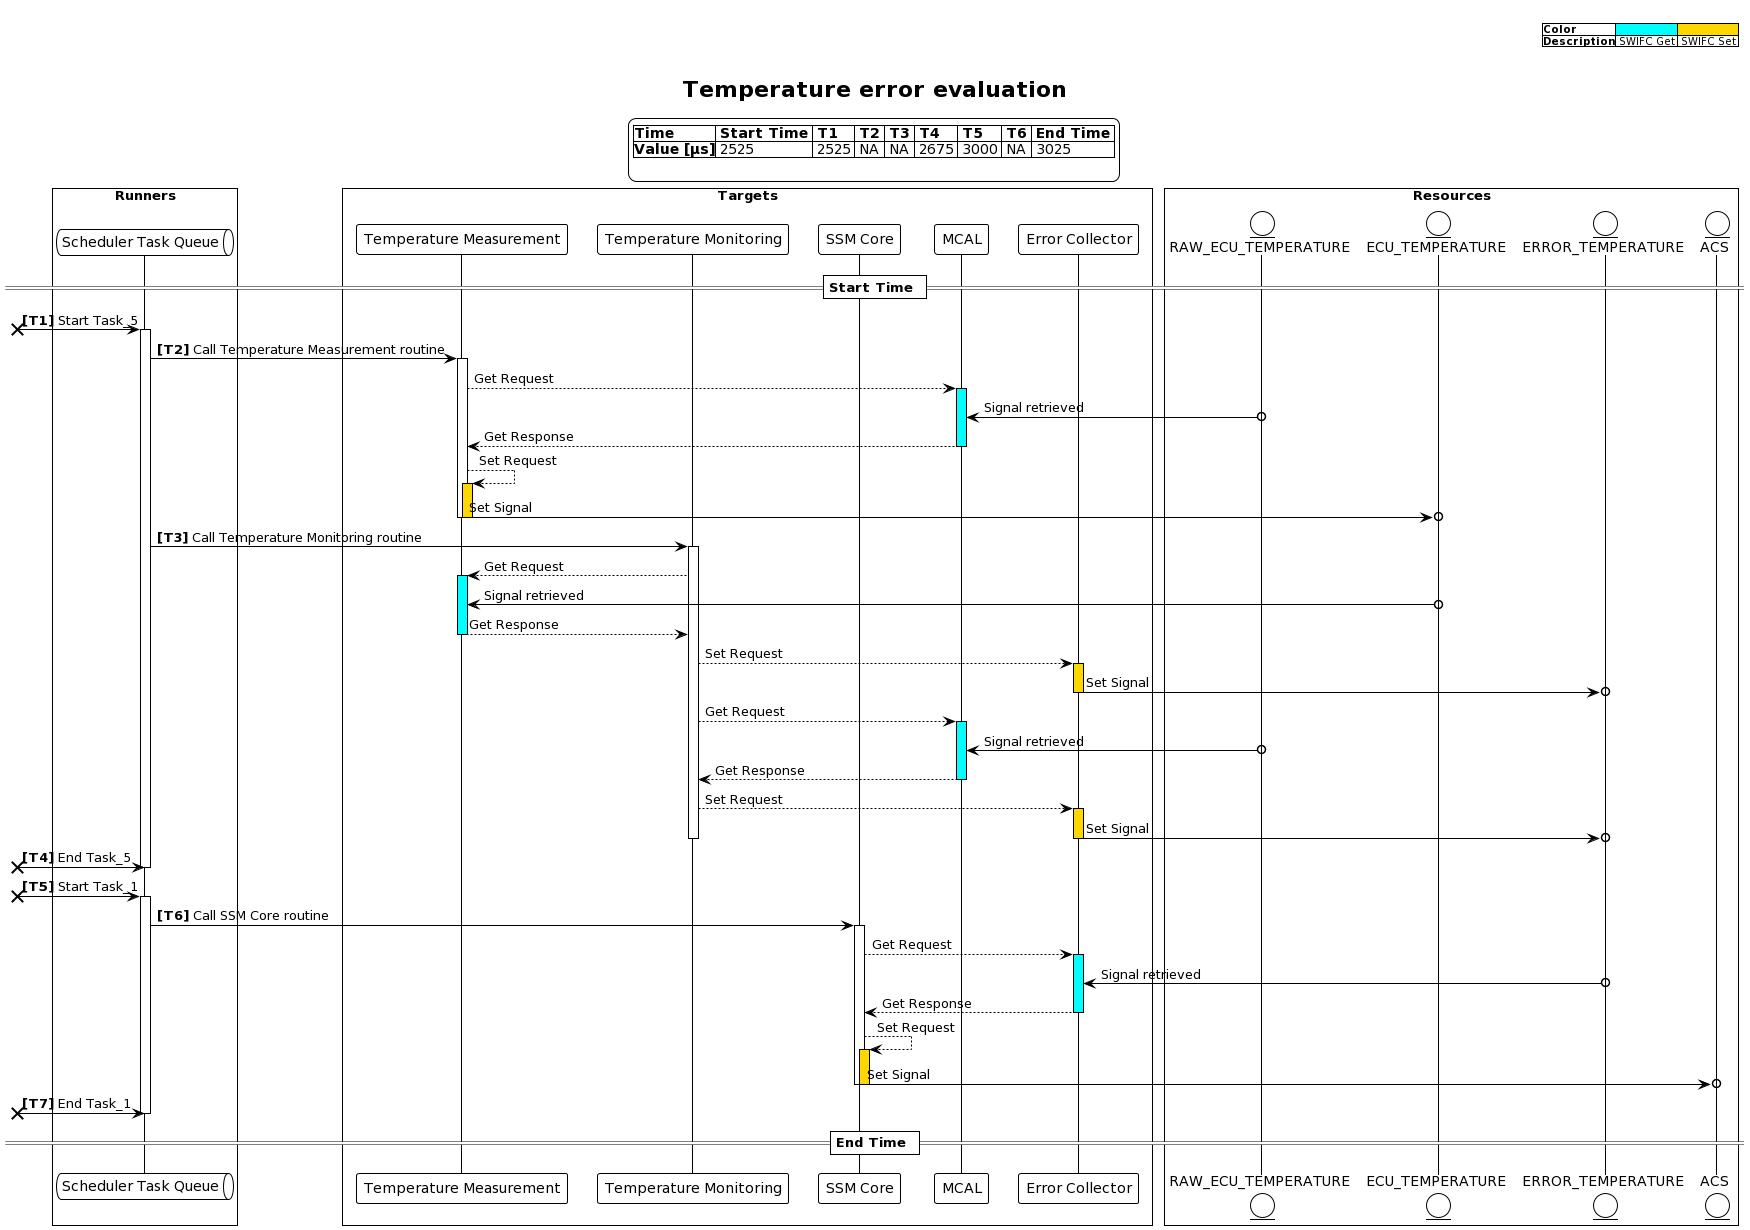 Color
Description SWIFC Get SWIFC Set
Temperature error evaluation
Time Start Time T1 T2 T3 T4 T5 T6 End Time
Value [µs] 2525 2525 NA NA 2675 3000 NA 3025
Runners Targets Resources
Scheduler Task Queue Temperature Measurement Temperature Monitoring SSM Core MCAL Error Collector RAW_ECU_TEMPERATURE ECU_TEMPERATURE ERROR_TEMPERATURE ACS
Start Time
[T1] Start Task_5
[T2] Call Temperature Measurement routine
Get Request
Signal retrieved
Get Response
Set Request
Set Signal
[T3] Call Temperature Monitoring routine
Get Request
Signal retrieved
Get Response
Set Request
Set Signal
Get Request
Signal retrieved
Get Response
Set Request
Set Signal
[T4] End Task_5
[T5] Start Task_1
[T6] Call SSM Core routine
Get Request
Signal retrieved
Get Response
Set Request
Set Signal
[T7] End Task_1
End Time
Scheduler Task Queue Temperature Measurement Temperature Monitoring SSM Core MCAL Error Collector RAW_ECU_TEMPERATURE ECU_TEMPERATURE ERROR_TEMPERATURE ACS